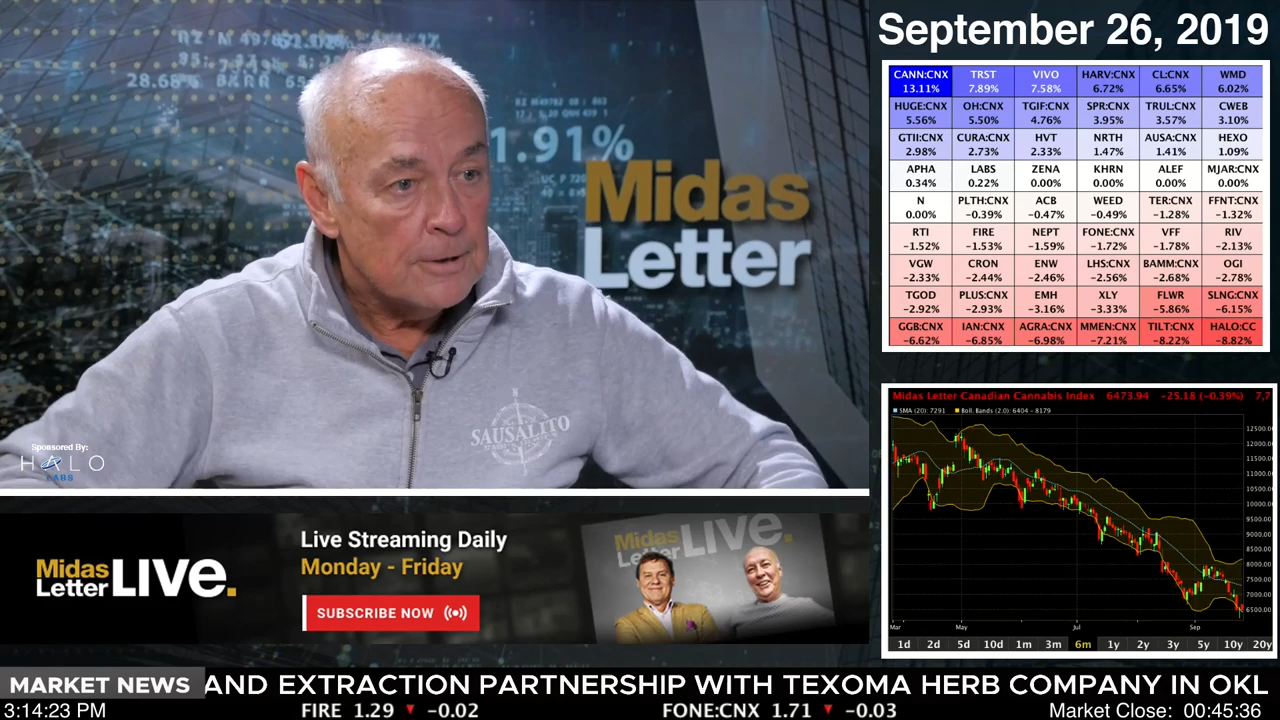 September 26, 2019
1.91%
28.68%
Midas
Letter
SAUSALITO
Sponsored By:
HALO
LABS
CANN:CNX TRST VIVO HARV:CNX CL:CNX WMD
13.11% 7.89% 7.58% 6.72% 6.65% 6.02%
HUGE:CNX OH:CNX TGIF:CNX SPR:CNX TRUL:CNX CWEB
5.56% 5.50% 4.76% 3.95% 3.57% 3.10%
GTII:CNX CURA:CNX HVT NRTH AUSA:CNX HEXO
2.98% 2.73% 2.33% 1.47% 1.41% 1.09%
APHA LABS ZENA KHRN ALEF MJAR:CNX
0.34% 0.22% 0.00% 0.00% 0.00% 0.00%
N PLTH:CNX ACB WEED TER:CNX FFNT:CNX
0.00% −0.39% −0.47% −0.49% −1.28% −1.32%
RTI FIRE NEPT FONE:CNX VFF RIV
−1.52% −1.53% −1.59% −1.72% −1.78% −2.13%
VGW CRON ENW LHS:CNX BAMM:CNX OGI
−2.33% −2.44% −2.46% −2.56% −2.68% −2.78%
TGOD PLUS:CNX EMH XLY FLWR SLNG:CNX
−2.92% −2.93% −3.16% −3.33% −5.86% −6.15%
GGB:CNX IAN:CNX AGRA:CNX MMEN:CNX TILT:CNX HALO:CC
−6.62% −6.85% −6.98% −7.21% −8.22% −8.82%
Midas Letter Canadian Cannabis Index 6473.94 −25.18 (−0.39%) 7,7
SMA (20): 7291 Boll. Bands (2.0): 6404 – 8179
12500.0
11500.0
11000.0
10500.0
9500.00
9000.00
8000.00
7500.00
6500.00
Mar May Jul Sep
1d 2d 5d 10d 1m 3m 6m 1y 2y 3y 5y 10y 20y
Midas
Letter LIVE.
Live Streaming Daily
Monday - Friday
SUBSCRIBE NOW
Midas
Letter LIVE.
MARKET NEWS AND EXTRACTION PARTNERSHIP WITH TEXOMA HERB COMPANY IN OKL
3:14:23 PM FIRE 1.29 ▼ -0.02 FONE:CNX 1.71 ▼ -0.03 Market Close: 00:45:36